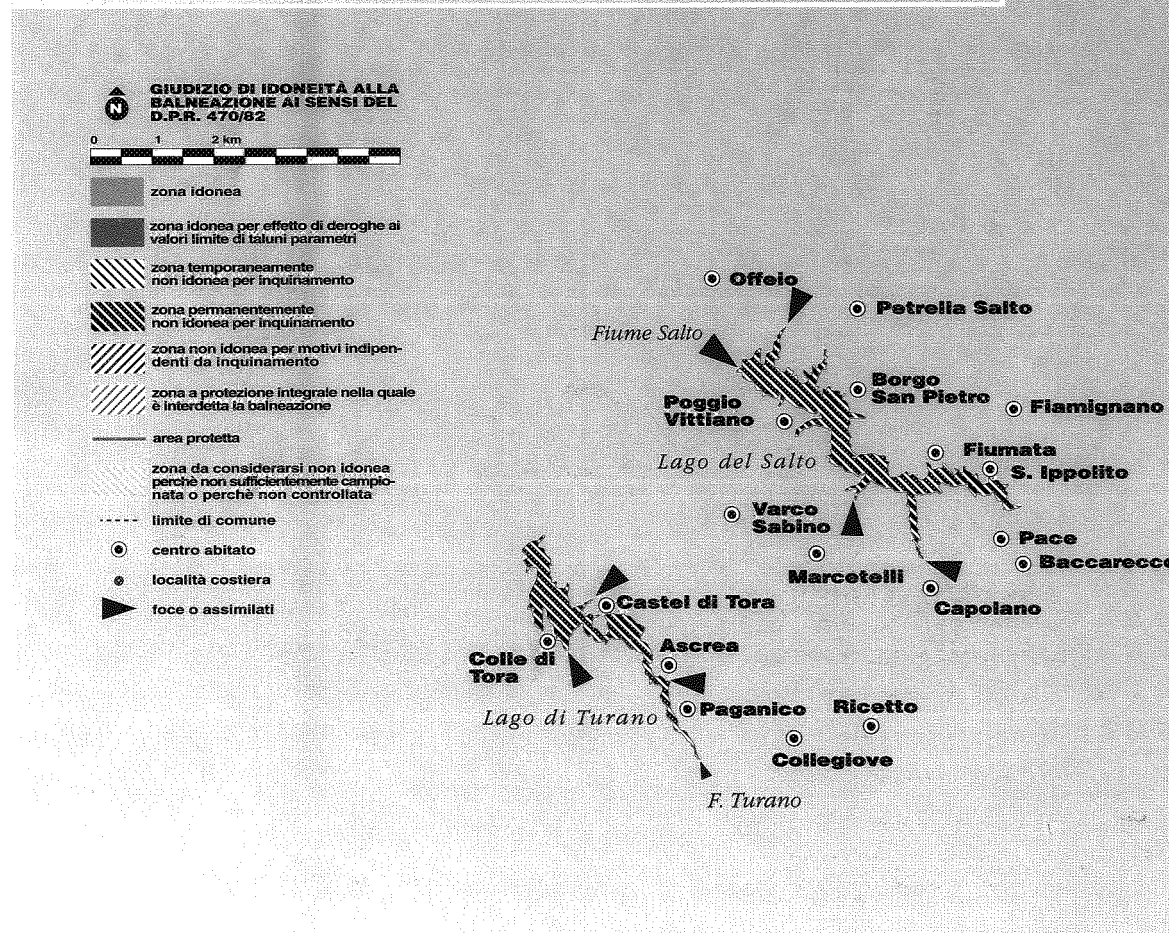 GIUDIZIO DI IDONEITÀ ALLA
BALNEAZIONE AI SENSI DEL
D.P.R. 470/82
N
0 1 2 km
zona idonea
zona idonea per effetto di deroghe ai
valori limite di taluni parametri
zona temporaneamente
non idonea per inquinamento
zona permanentemente
non idonea per inquinamento
zona non idonea per motivi indipen-
denti da inquinamento
zona a protezione integrale nella quale
è interdetta la balneazione
area protetta
zona da considerarsi non idonea
perchè non sufficientemente campio-
nata o perchè non controllata
limite di comune
centro abitato
località costiera
foce o assimilati
Offeio
Petrella Salto
Fiume Salto
Borgo
San Pietro
Poggio
Vittiano
Fiamignano
Fiumata
Lago del Salto
S. Ippolito
Varco
Sabino
Pace
Marcetelli
Baccarecce
Capolano
Castel di Tora
Colle di
Tora
Ascrea
Lago di Turano
Paganico
Ricetto
Collegiove
F. Turano